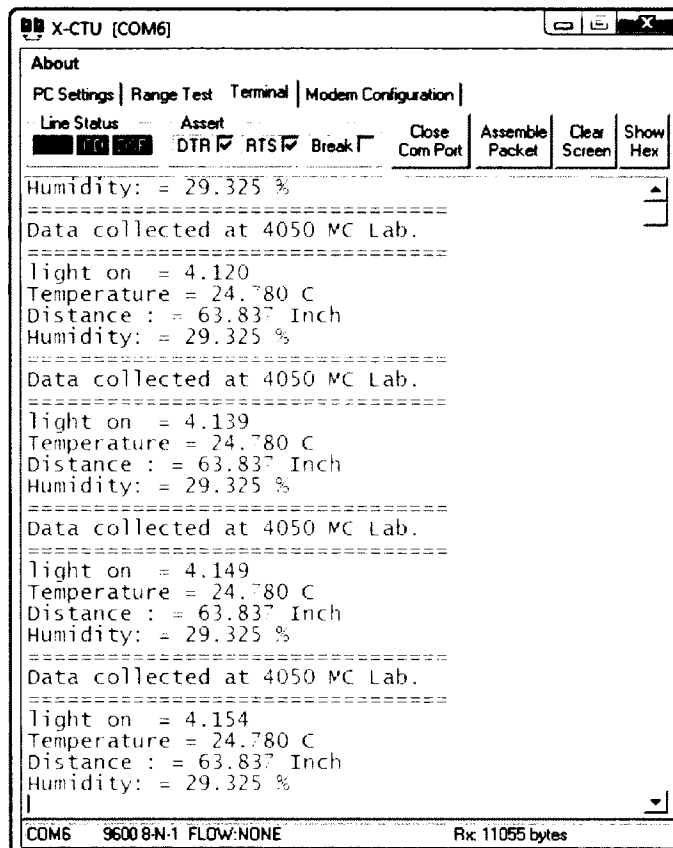 X-CTU [COM6]
About
PC Settings Range Test Terminal Modem Configuration
Line Status Assert
DTR RTS Break
Close Com Port
Assemble Packet
Clear Screen
Show Hex
Humidity: = 29.325 %
===================================
Data collected at 4050 MC Lab.
===================================
light on = 4.120
Temperature = 24.780 C
Distance : = 63.837 Inch
Humidity: = 29.325 %
===================================
Data collected at 4050 MC Lab.
===================================
light on = 4.139
Temperature = 24.780 C
Distance : = 63.837 Inch
Humidity: = 29.325 %
===================================
Data collected at 4050 MC Lab.
===================================
light on = 4.149
Temperature = 24.780 C
Distance : = 63.837 Inch
Humidity: = 29.325 %
===================================
Data collected at 4050 MC Lab.
===================================
light on = 4.154
Temperature = 24.780 C
Distance : = 63.837 Inch
Humidity: = 29.325 %
COM6 9600 8-N-1 FLOW:NONE Rx: 11055 bytes